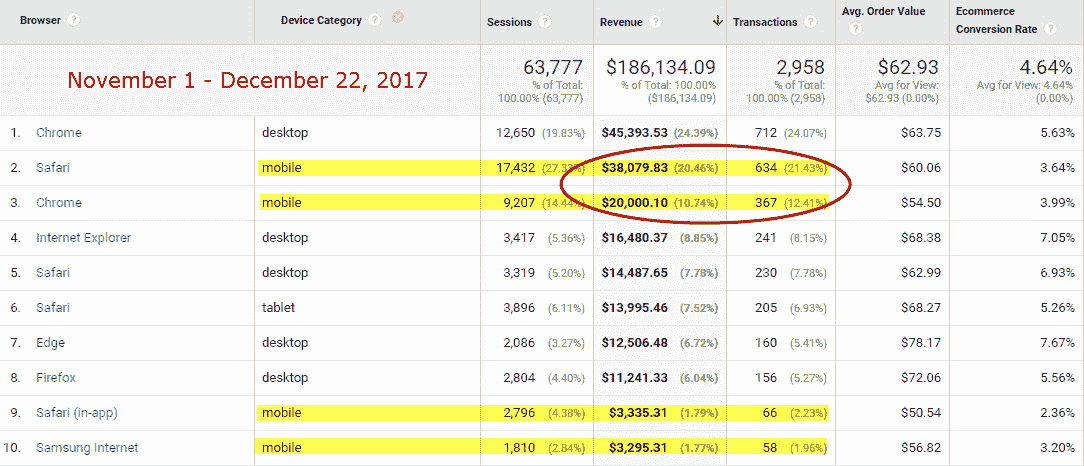 Browser ? Device Category ? Sessions ? Revenue ? ↓ Transactions ? Avg. Order Value ? Ecommerce Conversion Rate ?
November 1 - December 22, 2017
63,777 $186,134.09 2,958 $62.93 4.64%
% of Total: % of Total: 100.00% % of Total: Avg for View: Avg for View: 4.64%
100.00% (63,777) ($186,134.09) 100.00% (2,958) $62.93 (0.00%) (0.00%)
1. Chrome desktop 12,650 (19.83%) $45,393.53 (24.39%) 712 (24.07%) $63.75 5.63%
2. Safari mobile 17,432 (27.33%) $38,079.83 (20.46%) 634 (21.43%) $60.06 3.64%
3. Chrome mobile 9,207 (14.44%) $20,000.10 (10.74%) 367 (12.41%) $54.50 3.99%
4. Internet Explorer desktop 3,417 (5.36%) $16,480.37 (8.85%) 241 (8.15%) $68.38 7.05%
5. Safari desktop 3,319 (5.20%) $14,487.65 (7.78%) 230 (7.78%) $62.99 6.93%
6. Safari tablet 3,896 (6.11%) $13,995.46 (7.52%) 205 (6.93%) $68.27 5.26%
7. Edge desktop 2,086 (3.27%) $12,506.48 (6.72%) 160 (5.41%) $78.17 7.67%
8. Firefox desktop 2,804 (4.40%) $11,241.33 (6.04%) 156 (5.27%) $72.06 5.56%
9. Safari (in-app) mobile 2,796 (4.38%) $3,335.31 (1.79%) 66 (2.23%) $50.54 2.36%
10. Samsung Internet mobile 1,810 (2.84%) $3,295.31 (1.77%) 58 (1.96%) $56.82 3.20%